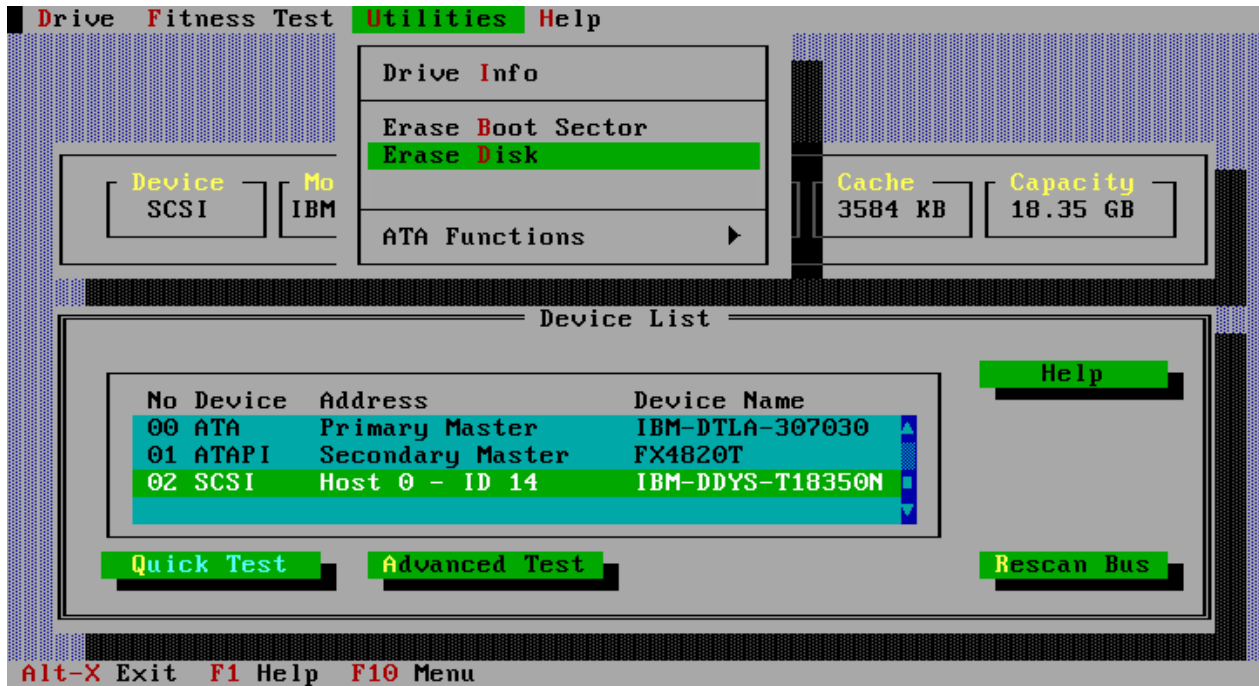 Drive Fitness Test Utilities Help
Drive Info
Erase Boot Sector
Erase Disk
ATA Functions
Device Mo Cache Capacity
SCSI IBM 3584 KB 18.35 GB
Device List
Help
No Device Address Device Name
00 ATA Primary Master IBM-DTLA-307030
01 ATAPI Secondary Master FX4820T
02 SCSI Host 0 - ID 14 IBM-DDYS-T18350N
Quick Test Advanced Test Rescan Bus
Alt-X Exit F1 Help F10 Menu